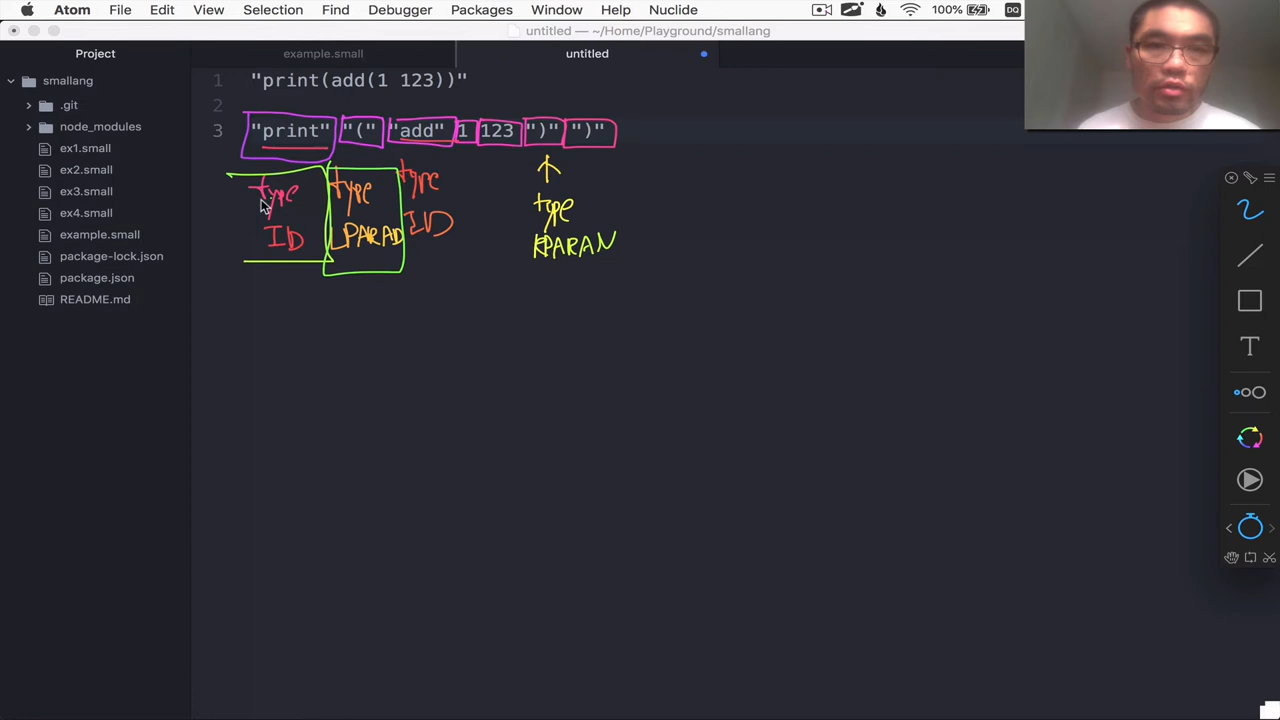 Atom File Edit View Selection Find Debugger Packages Window Help Nuclide 100% DQ
untitled — ~/Home/Playground/smallang
Project example.small untitled
smallang
.git
node_modules
ex1.small
ex2.small
ex3.small
ex4.small
example.small
package-lock.json
package.json
README.md
1 "print(add(1 123))"
2
3 "print" "(" "add" 1 123 ")" ")"
type type type type
ID LPARAD ID RPARAN
T